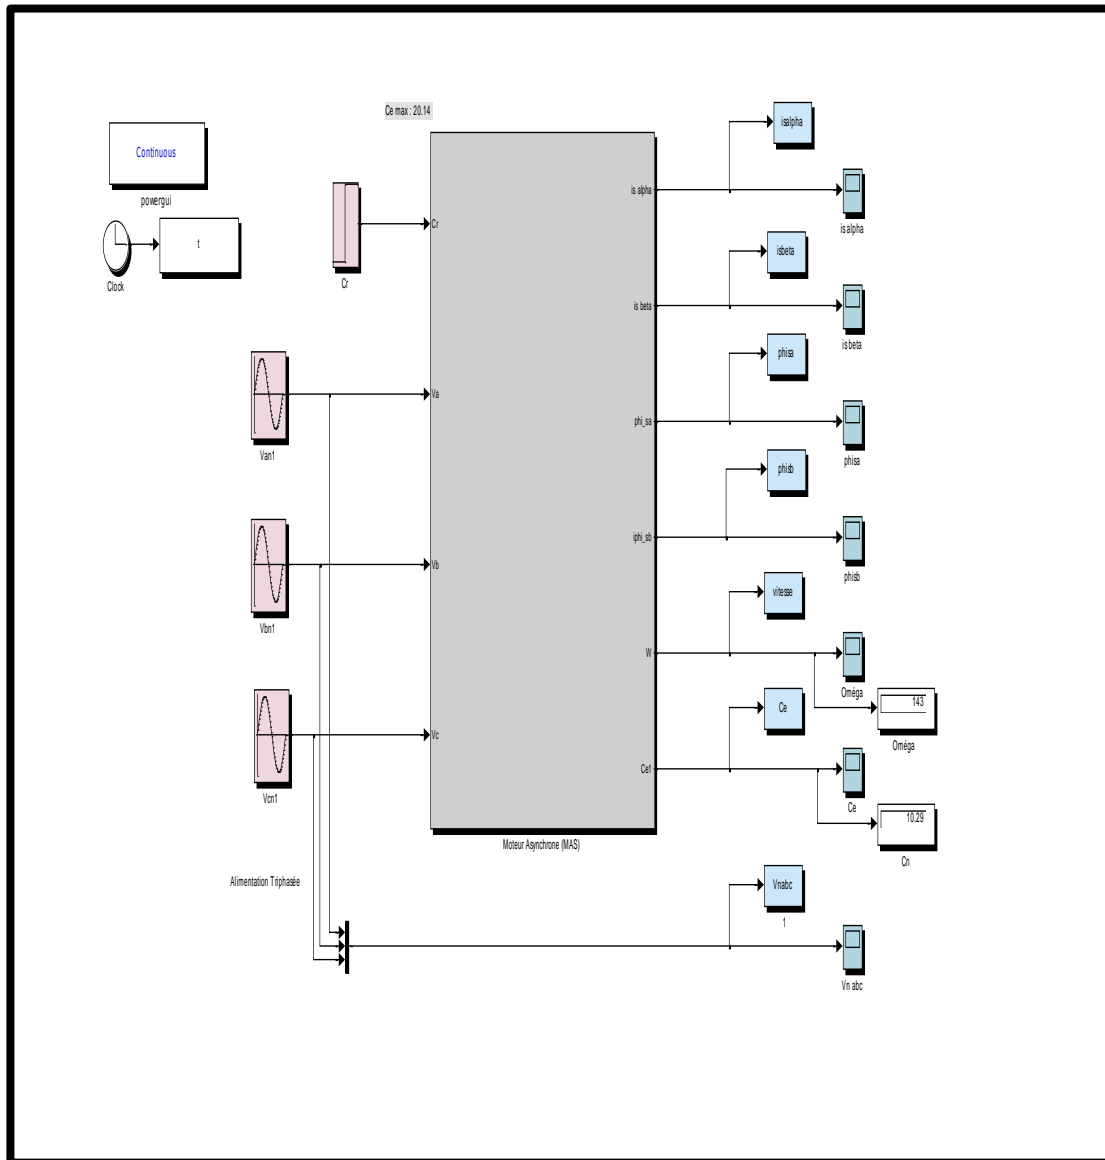 Ce max : 20.14
Continuous
powergui
t
Clock
Cr
Cr
Van1
Va
Vbn1
Vb
Vcn1
Vc
Alimentation Triphasée
Moteur Asynchrone (MAS)
is alpha
isalpha
is alpha
is beta
isbeta
is beta
phi_sa
phisa
phisa
iphi_sb
phisb
phisb
W
vitesse
Oméga
143
Oméga
Ce1
Ce
Ce
10.29
Cn
Vnabc
1
Vn abc